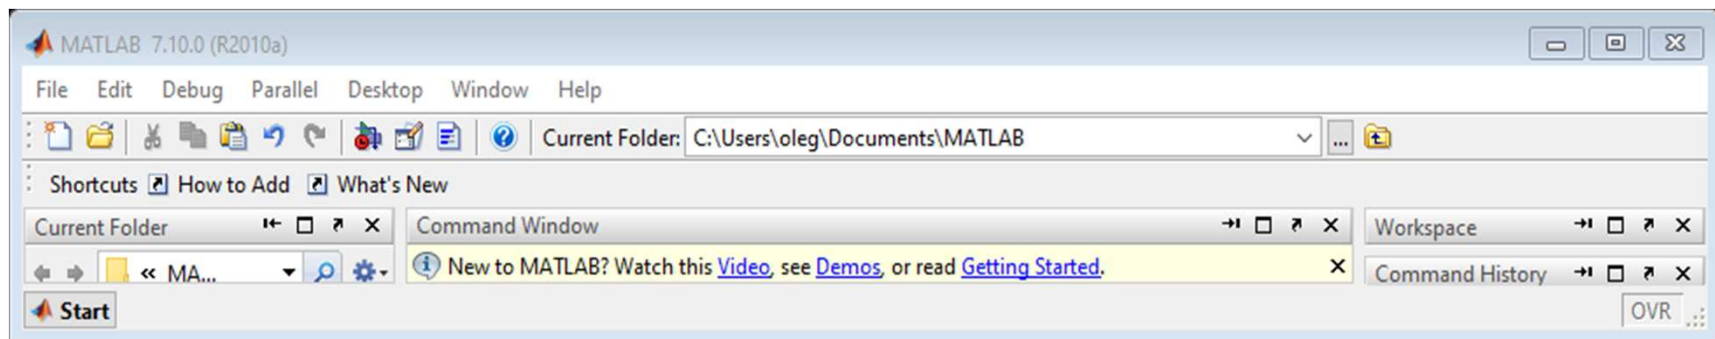 MATLAB 7.10.0 (R2010a)
File Edit Debug Parallel Desktop Window Help
Current Folder: C:\Users\oleg\Documents\MATLAB ...
Shortcuts How to Add What's New
Current Folder Command Window Workspace
« MA... New to MATLAB? Watch this Video, see Demos, or read Getting Started. Command History
Start OVR